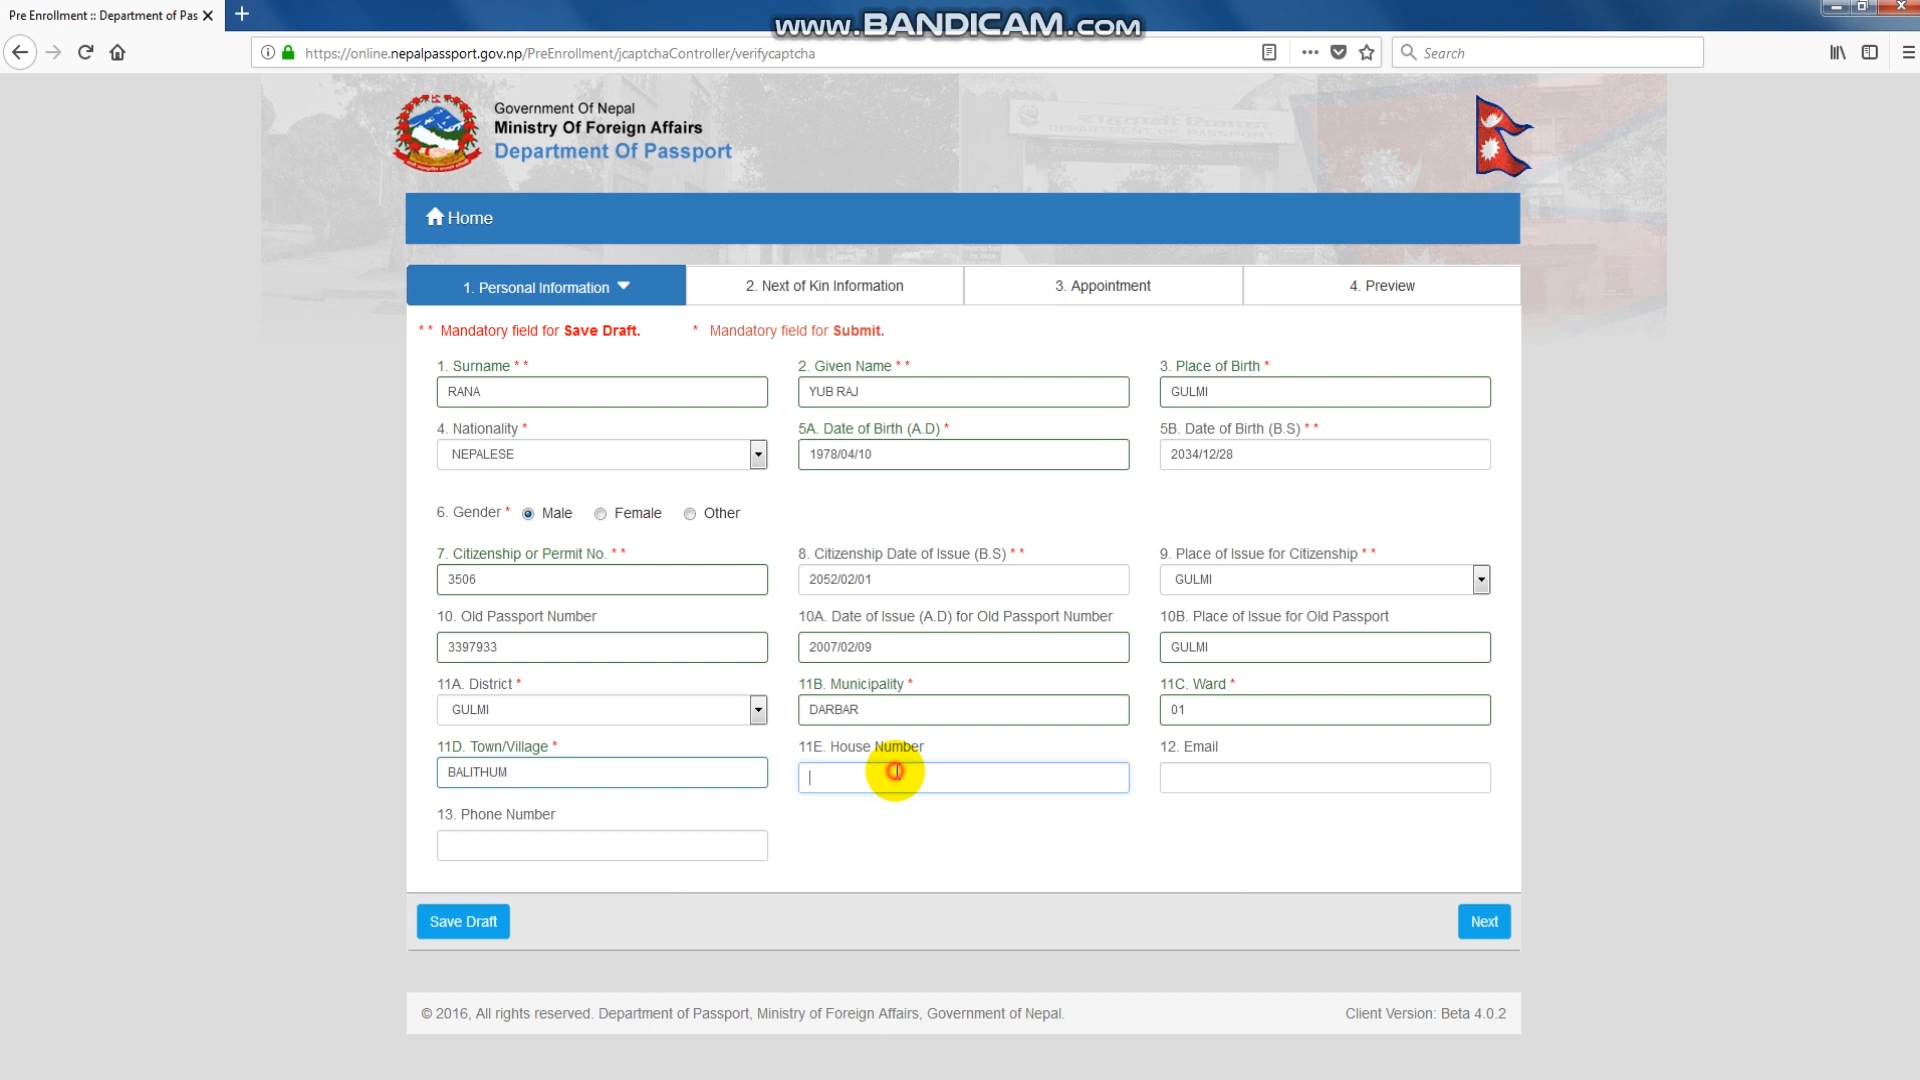 Pre Enrollment :: Department of Pas
www.BANDICAM.com
https://online.nepalpassport.gov.np/PreEnrollment/jcaptchaController/verifycaptcha
Search
Government Of Nepal
Ministry Of Foreign Affairs
Department Of Passport
Home
1. Personal Information
2. Next of Kin Information
3. Appointment
4. Preview
* * Mandatory field for Save Draft.
* Mandatory field for Submit.
1. Surname * *
2. Given Name * *
3. Place of Birth *
RANA
YUB RAJ
GULMI
4. Nationality *
5A. Date of Birth (A.D) *
5B. Date of Birth (B.S) * *
NEPALESE
1978/04/10
2034/12/28
6. Gender * Male Female Other
7. Citizenship or Permit No. * *
8. Citizenship Date of Issue (B.S) * *
9. Place of Issue for Citizenship * *
3506
2052/02/01
GULMI
10. Old Passport Number
10A. Date of Issue (A.D) for Old Passport Number
10B. Place of Issue for Old Passport
3397933
2007/02/09
GULMI
11A. District *
11B. Municipality *
11C. Ward *
GULMI
DARBAR
01
11D. Town/Village *
11E. House Number
12. Email
BALITHUM
13. Phone Number
Save Draft
Next
© 2016, All rights reserved. Department of Passport, Ministry of Foreign Affairs, Government of Nepal.
Client Version: Beta 4.0.2